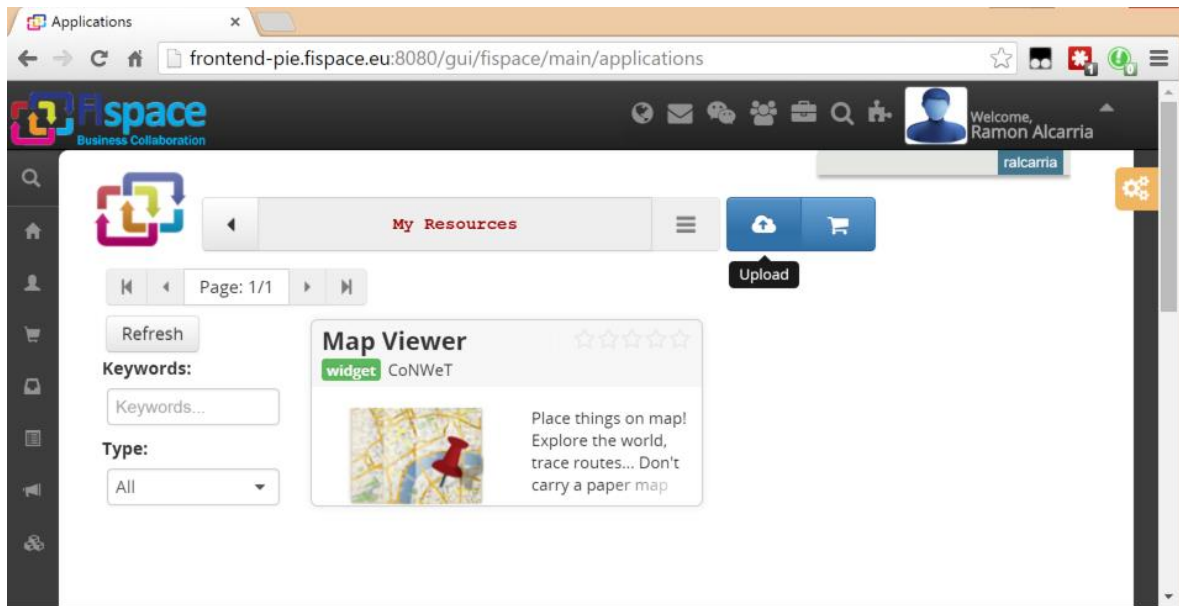 Applications
frontend-pie.fispace.eu:8080/gui/fispace/main/applications
1
0
FIspace
Business Collaboration
Welcome,
Ramon Alcarria
ralcarria
My Resources
Upload
Page: 1/1
Refresh
Keywords:
Keywords...
Type:
All
Map Viewer
widget CoNWeT
Place things on map!
Explore the world,
trace routes... Don't
carry a paper map